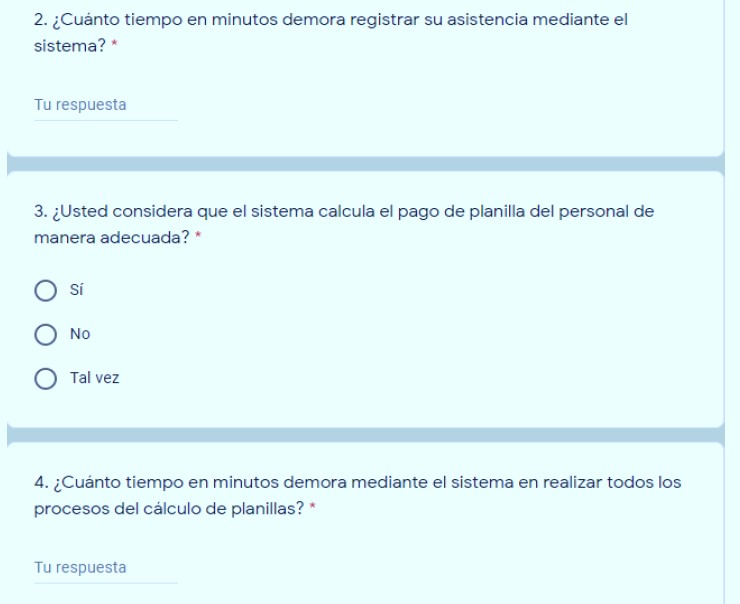 2. ¿Cuánto tiempo en minutos demora registrar su asistencia mediante el
sistema? *
Tu respuesta
3. ¿Usted considera que el sistema calcula el pago de planilla del personal de
manera adecuada? *
Sí
No
Tal vez
4. ¿Cuánto tiempo en minutos demora mediante el sistema en realizar todos los
procesos del cálculo de planillas? *
Tu respuesta